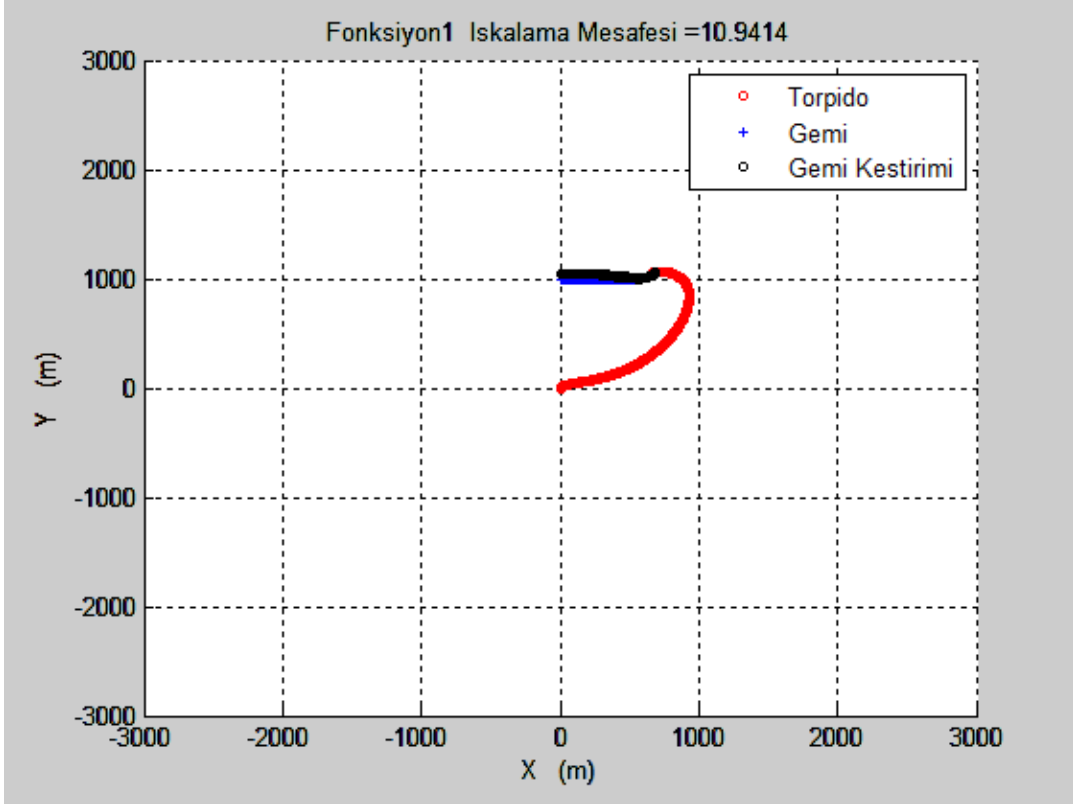 Fonksiyon1 Iskalama Mesafesi =10.9414
3000
2000
1000
0
-1000
-2000
-3000
Y (m)
Torpido
Gemi
Gemi Kestirimi
-3000 -2000 -1000 0 1000 2000 3000
X (m)